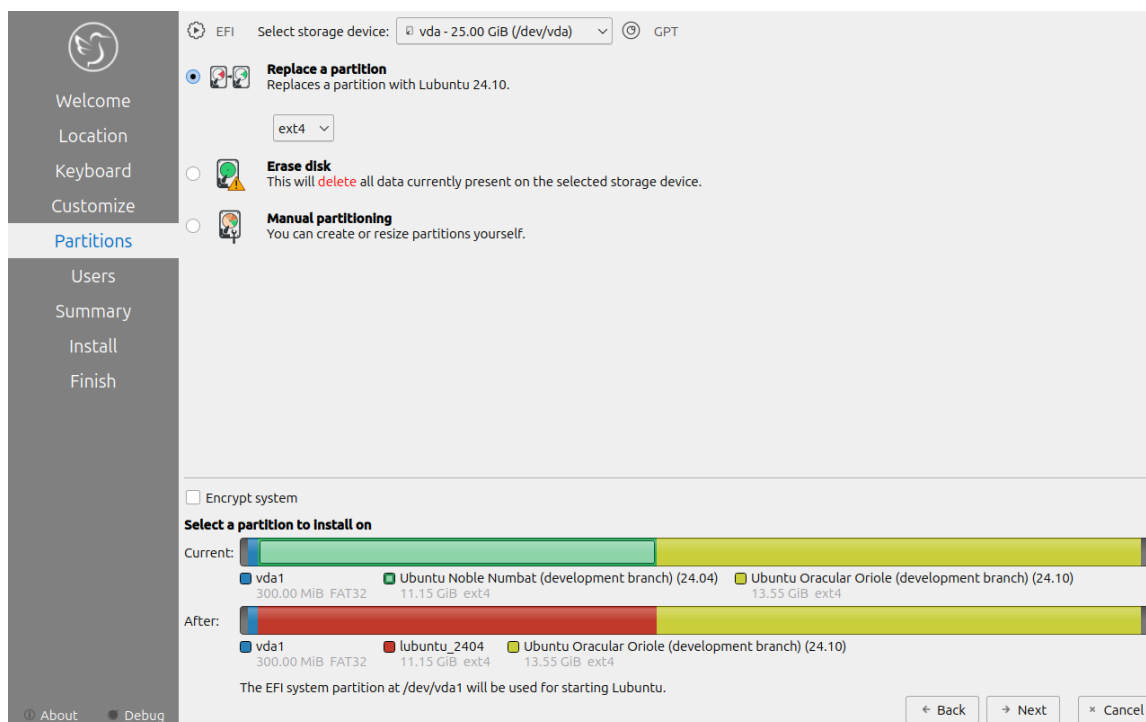 EFI Select storage device: vda - 25.00 GiB (/dev/vda) GPT
Replace a partition
Replaces a partition with Lubuntu 24.10.
ext4
Erase disk
This will delete all data currently present on the selected storage device.
Manual partitioning
You can create or resize partitions yourself.
Welcome
Location
Keyboard
Customize
Partitions
Users
Summary
Install
Finish
Encrypt system
Select a partition to install on
Current:
vda1 Ubuntu Noble Numbat (development branch) (24.04) Ubuntu Oracular Oriole (development branch) (24.10)
300.00 MiB FAT32 11.15 GiB ext4 13.55 GiB ext4
After:
vda1 lubuntu_2404 Ubuntu Oracular Oriole (development branch) (24.10)
300.00 MiB FAT32 11.15 GiB ext4 13.55 GiB ext4
The EFI system partition at /dev/vda1 will be used for starting Lubuntu.
About Debug
Back Next Cancel